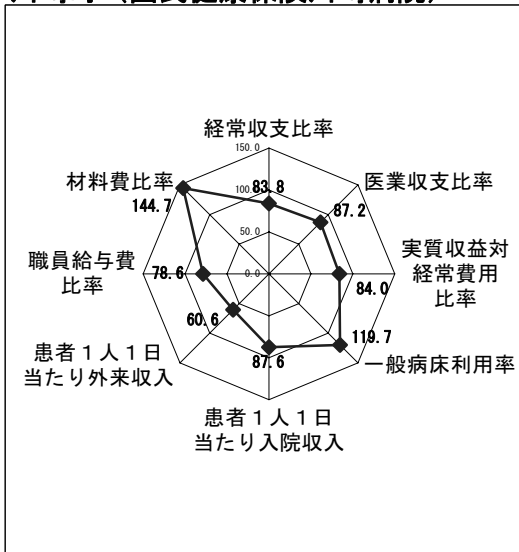 経常収支比率
150.0
材料費比率
医業収支比率
144.7
100.0
83.8
87.2
50.0
職員給与費
比率
78.6
0.0
実質収益対
経常費用
比率
84.0
60.6
119.7
患者１人１日
当たり外来収入
87.6
一般病床利用率
患者１人１日
当たり入院収入